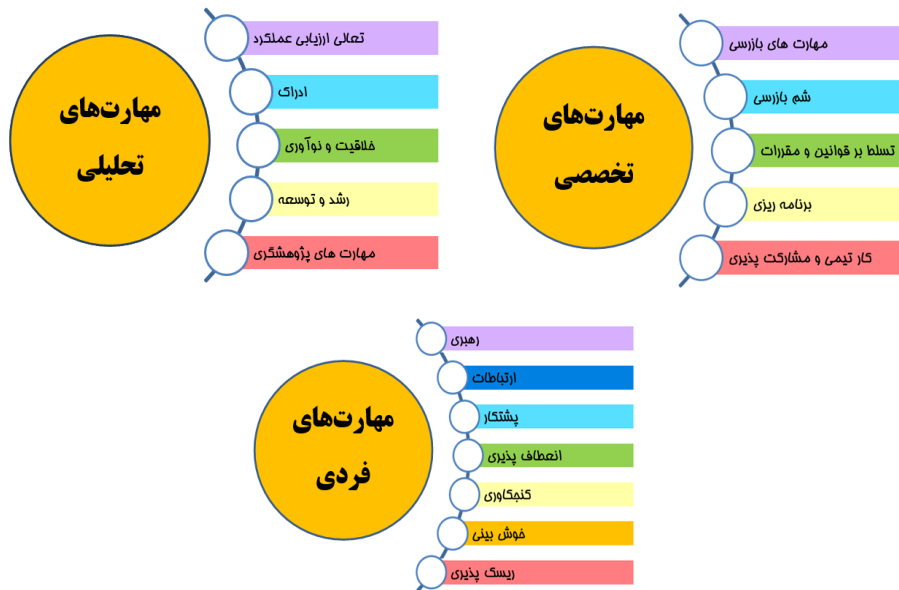 مهارت‌های
تخصصی
مهارت های بازرسی
شم بازرسی
تسلط بر قوانین و مقررات
برنامه ریزی
کار تیمی و مشارکت پذیری
مهارت‌های
تحلیلی
تعالی ارزیابی عملکرد
ادراک
خلاقیت و نوآوری
رشد و توسعه
مهارت های پژوهشگری
مهارت‌های
فردی
رهبری
ارتباطات
پشتکار
انعطاف پذیری
کنجکاوری
خوش بینی
ریسک پذیری